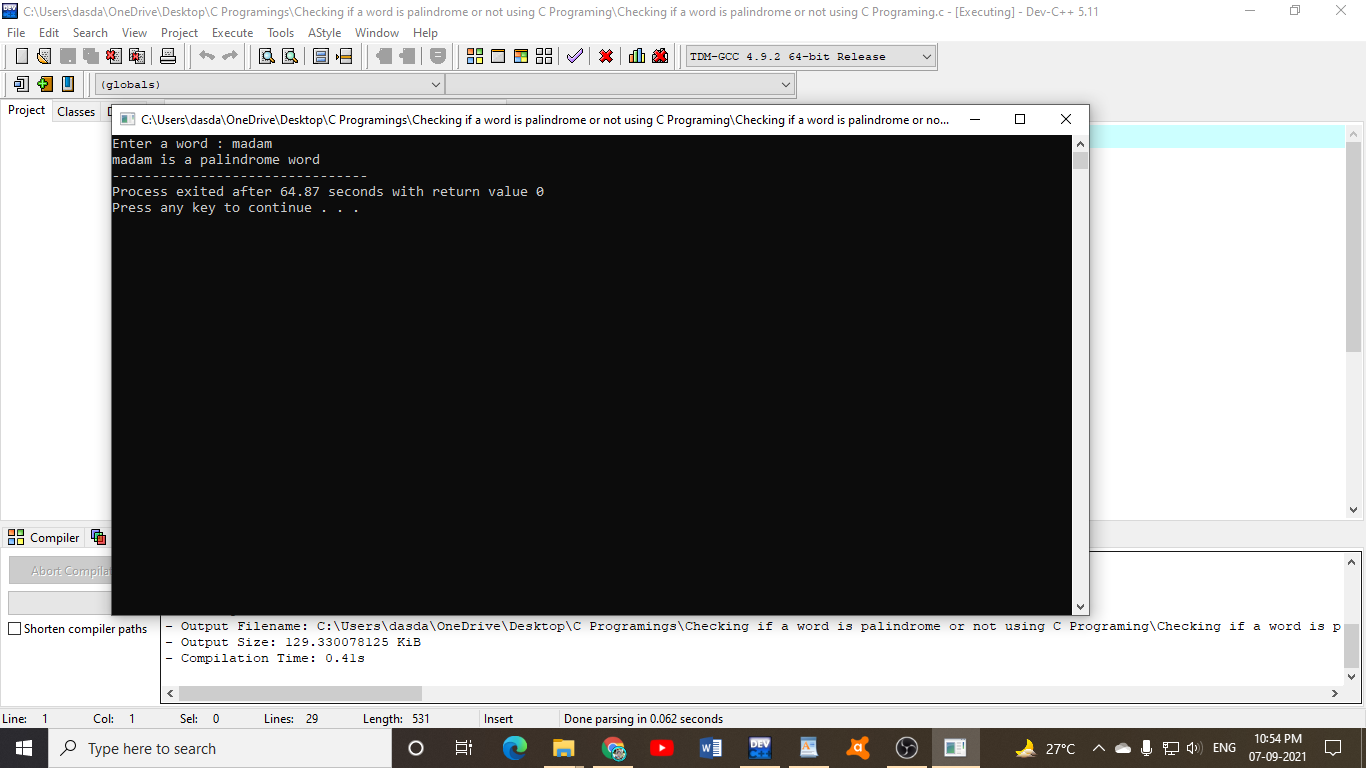 C:\Users\dasda\OneDrive\Desktop\C Programings\Checking if a word is palindrome or not using C Programing\Checking if a word is palindrome or not using C Programing.c - [Executing] - Dev-C++ 5.11
File Edit Search View Project Execute Tools AStyle Window Help
TDM-GCC 4.9.2 64-bit Release
(globals)
Project Classes
C:\Users\dasda\OneDrive\Desktop\C Programings\Checking if a word is palindrome or not using C Programing\Checking if a word is palindrome or no...
Enter a word : madam
madam is a palindrome word
--------------------------------
Process exited after 64.87 seconds with return value 0
Press any key to continue . . .
Compiler
Abort Compilat
Shorten compiler paths
- Output Filename: C:\Users\dasda\OneDrive\Desktop\C Programings\Checking if a word is palindrome or not using C Programing\Checking if a word is p
- Output Size: 129.330078125 KiB
- Compilation Time: 0.41s
Line: 1 Col: 1 Sel: 0 Lines: 29 Length: 531 Insert Done parsing in 0.062 seconds
Type here to search
DEV
27°C
ENG
10:54 PM
07-09-2021